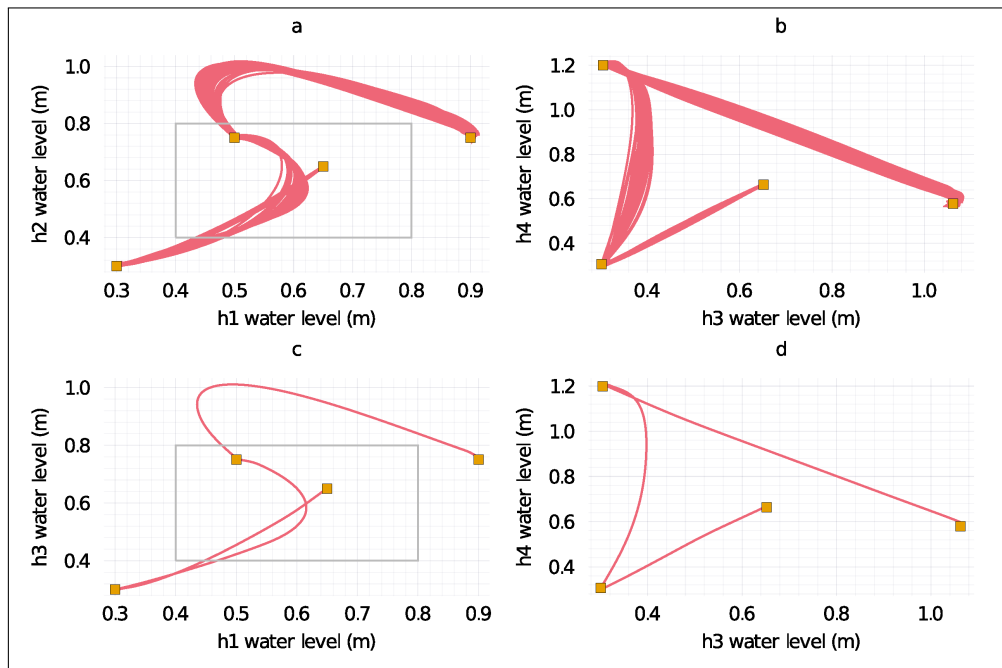 a
h2 water level (m)
1.0
0.8
0.6
0.4
0.3 0.4 0.5 0.6 0.7 0.8 0.9
h1 water level (m)
b
h4 water level (m)
1.2
1.0
0.8
0.6
0.4
0.4 0.6 0.8 1.0
h3 water level (m)
c
h3 water level (m)
1.0
0.8
0.6
0.4
0.3 0.4 0.5 0.6 0.7 0.8 0.9
h1 water level (m)
d
h4 water level (m)
1.2
1.0
0.8
0.6
0.4
0.4 0.6 0.8 1.0
h3 water level (m)